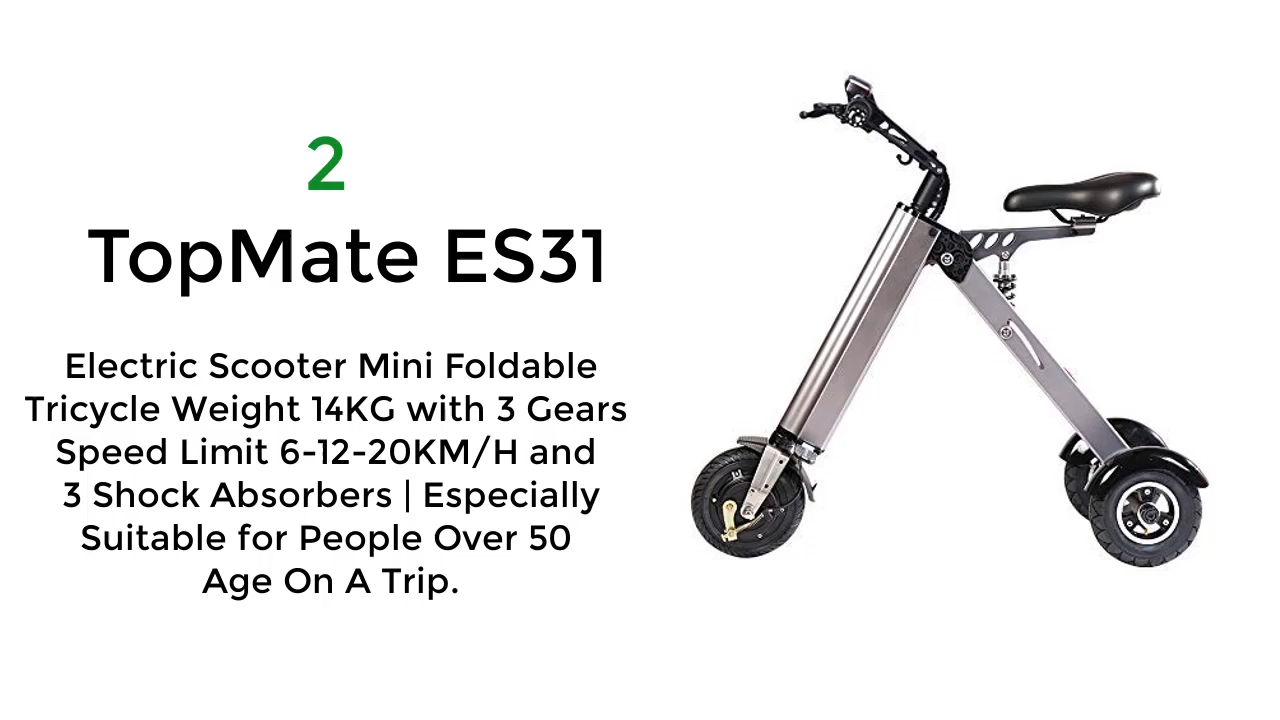 2
TopMate ES31
Electric Scooter Mini Foldable
Tricycle Weight 14KG with 3 Gears
Speed Limit 6-12-20KM/H and
3 Shock Absorbers | Especially
Suitable for People Over 50
Age On A Trip.